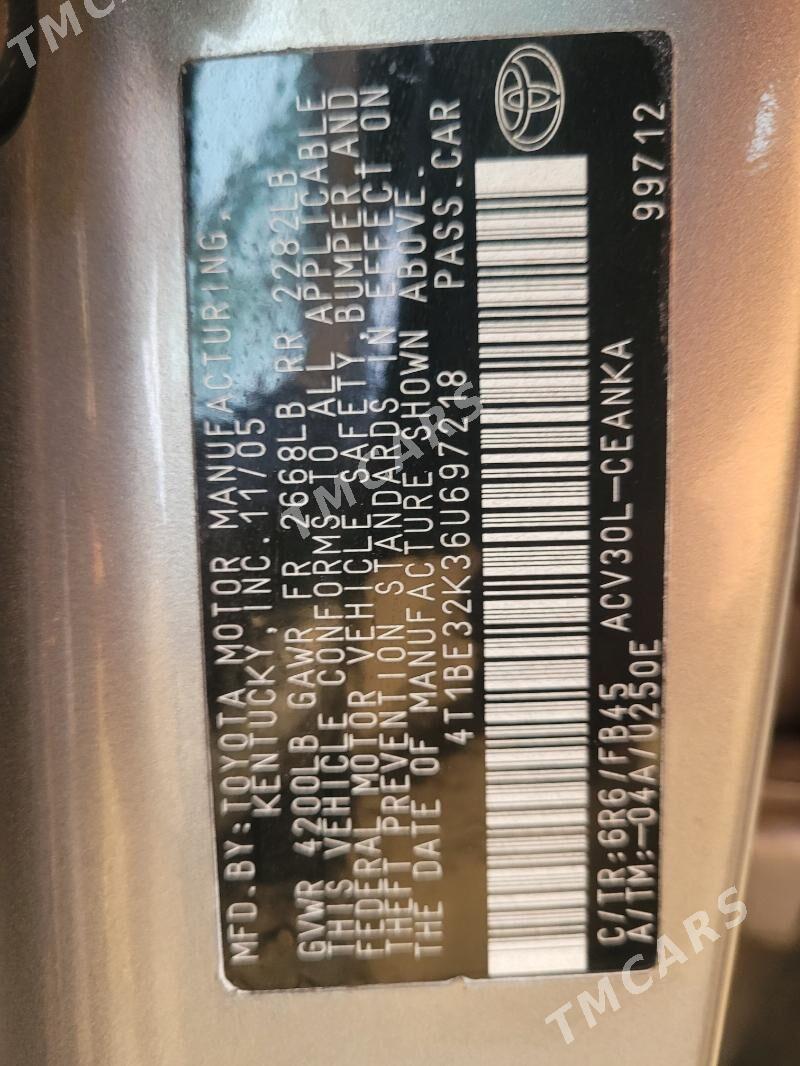 MFD.BY:TOYOTA MOTOR MANUFACTURING,
KENTUCKY,INC.11/05
GVWR 4200LB GAWR FR 2668LB RR 2282LB
THIS VEHICLE CONFORMS TO ALL APPLICABLE
FEDERAL MOTOR VEHICLE SAFETY BUMPER,AND
THEFT PREVENTION STANDARDS IN EFFECT ON
THE DATE OF MANUFACTURE SHOWN ABOVE.
4T1BE32K36U697218 PASS.CAR
C/TR:6R6/FB45 ACV30L-CEANKA
A/TM:-04A/U250E 99712
TMCARS
TMCARS
TMCARS